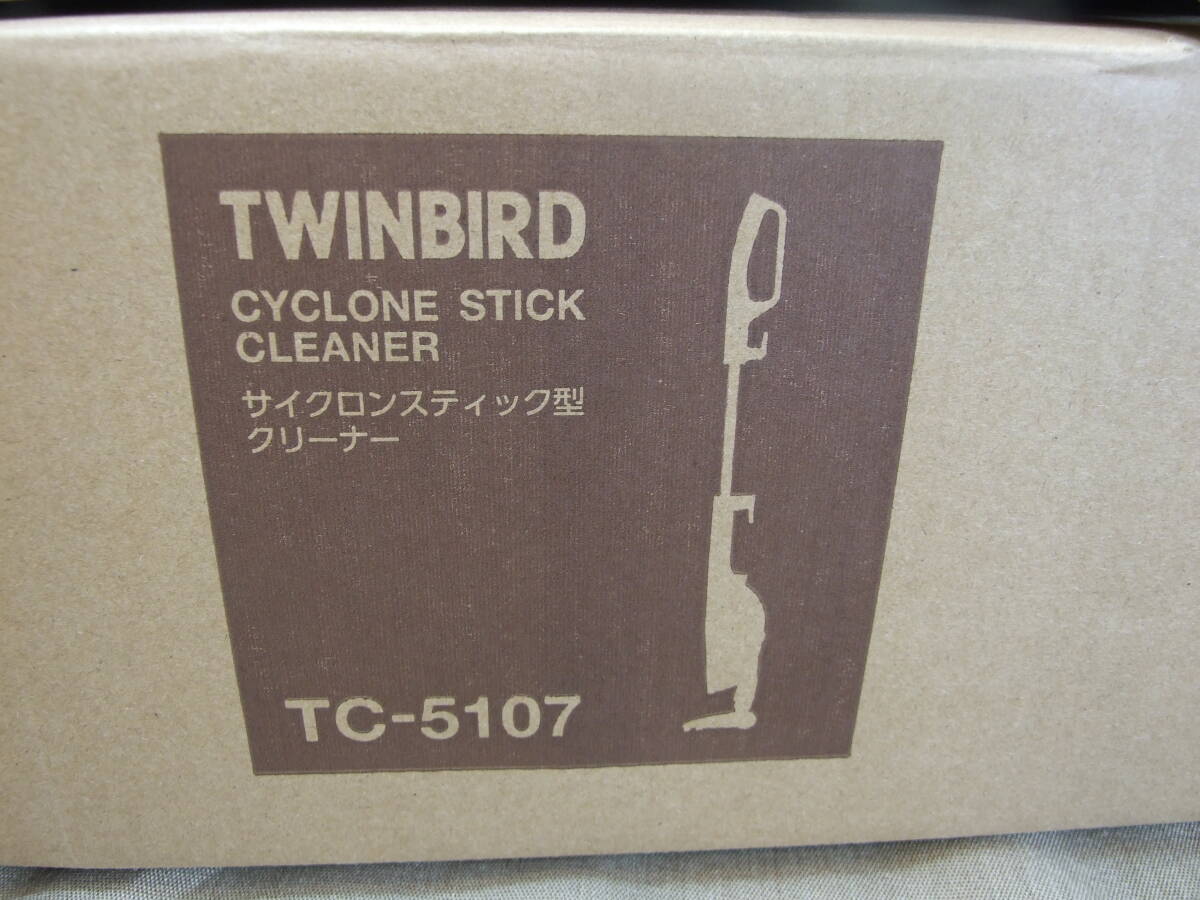 TWINBIRD
CYCLONE STICK
CLEANER
サイクロンスティック型
クリーナー
TC-5107